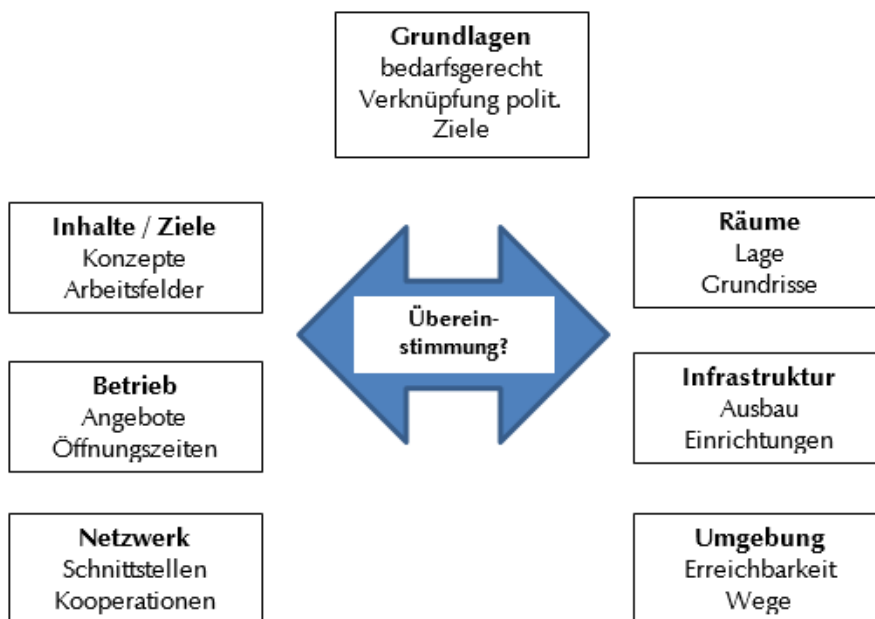 Grundlagen
bedarfsgerecht
Verknüpfung polit.
Ziele
Inhalte / Ziele
Konzepte
Arbeitsfelder
Räume
Lage
Grundrisse
Überein-
stimmung?
Betrieb
Angebote
Öffnungszeiten
Infrastruktur
Ausbau
Einrichtungen
Netzwerk
Schnittstellen
Kooperationen
Umgebung
Erreichbarkeit
Wege